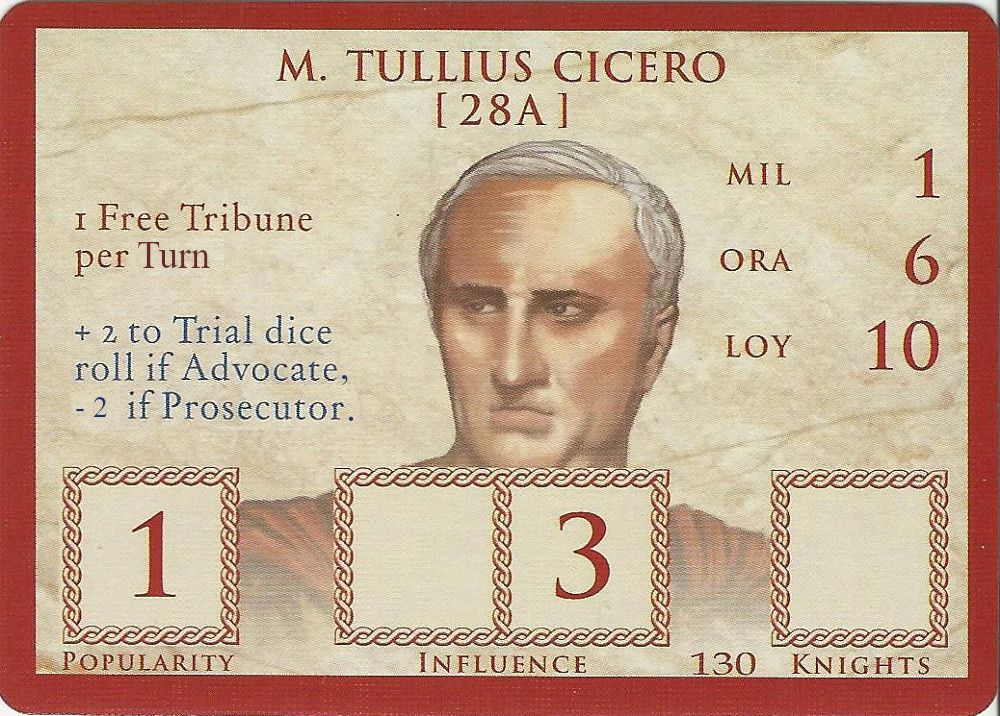 M. TULLIUS CICERO
[28A]
1 Free Tribune
per Turn
+ 2 to Trial dice
roll if Advocate,
- 2 if Prosecutor.
MIL 1
ORA 6
LOY 10
1
3
POPULARITY
INFLUENCE
130
KNIGHTS